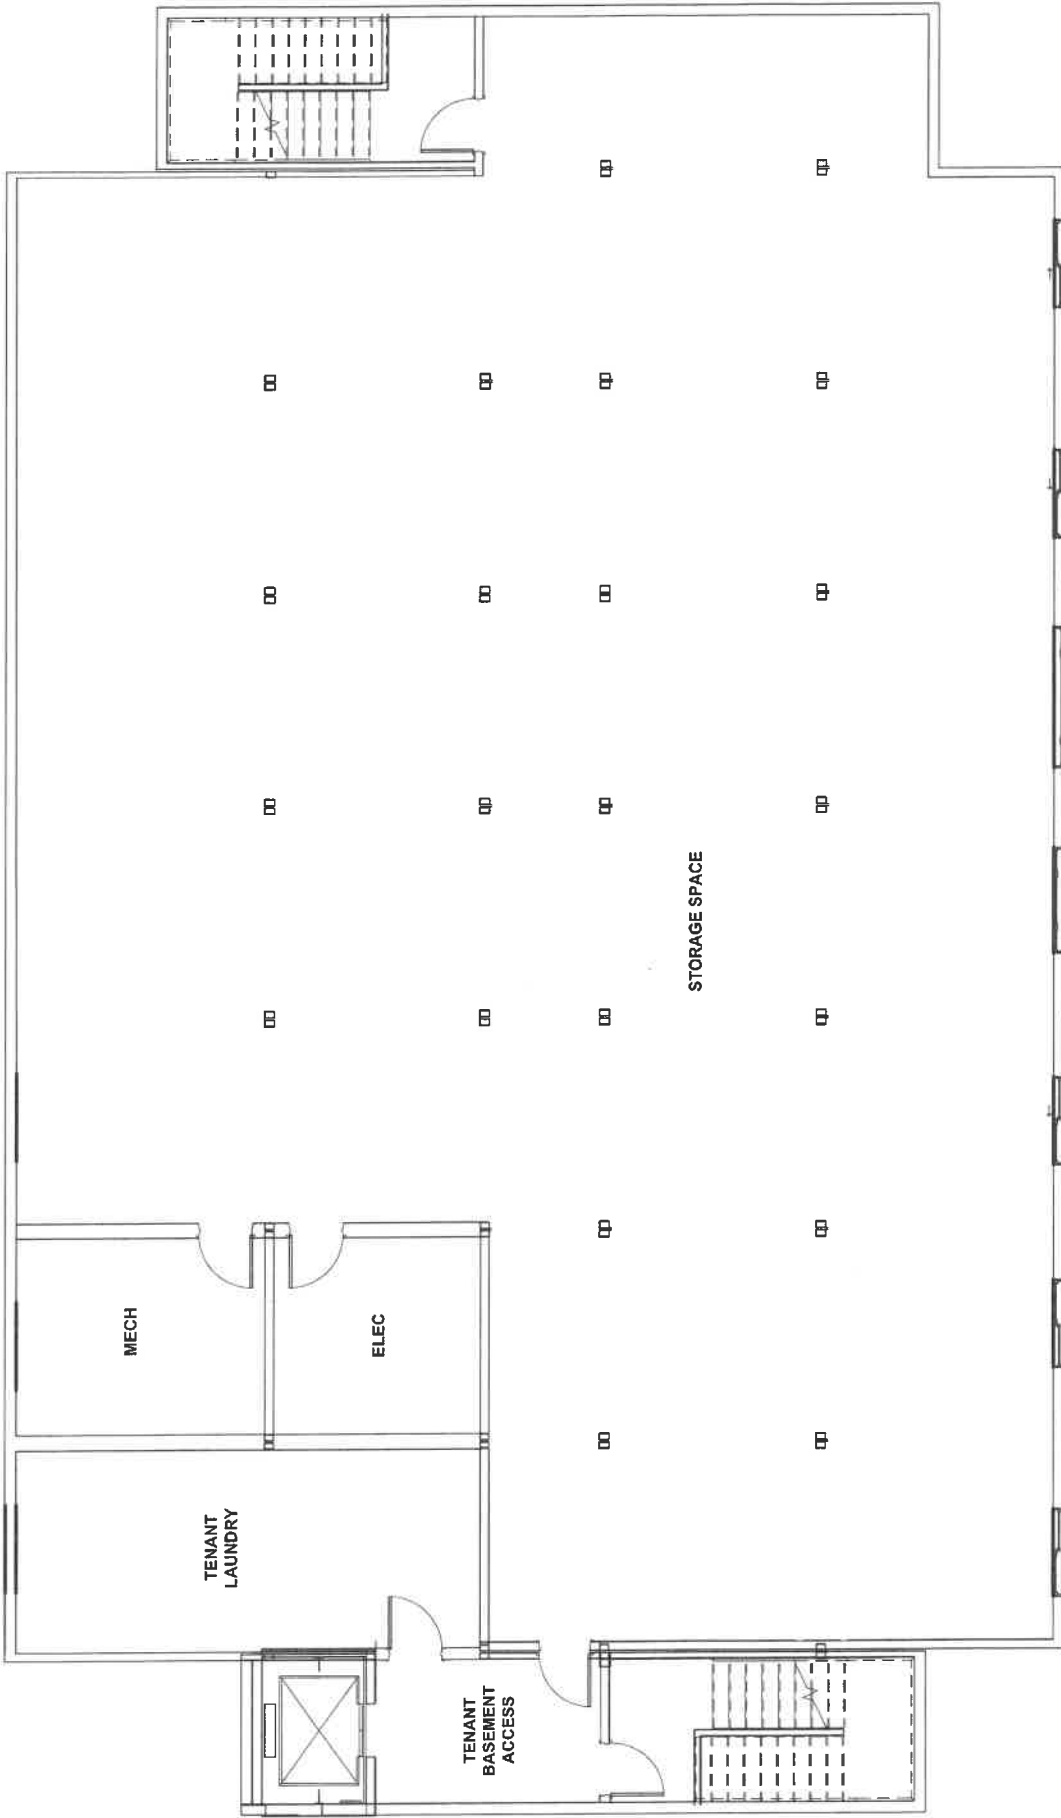 MECH
ELEC
TENANT
LAUNDRY
TENANT
BASEMENT
ACCESS
STORAGE SPACE